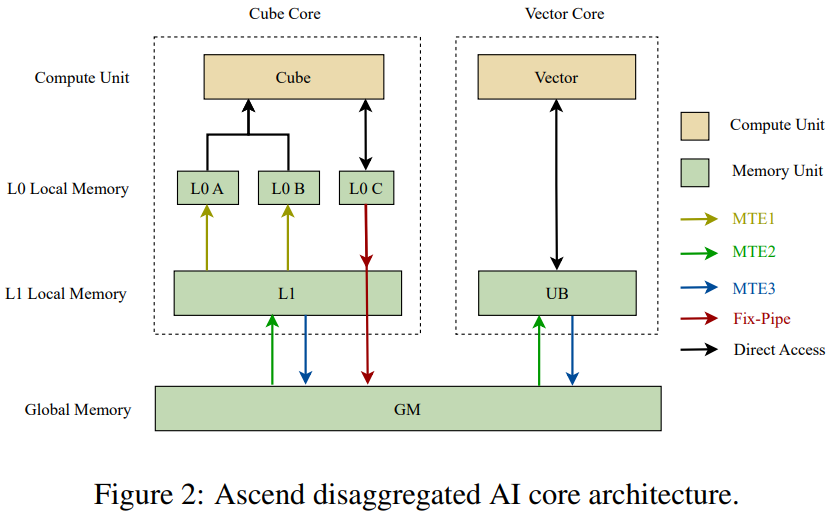 Cube Core
Vector Core
Compute Unit
Cube
Vector
Compute Unit
L0 Local Memory
L0 A
L0 B
L0 C
Memory Unit
MTE1
MTE2
L1 Local Memory
L1
UB
MTE3
Fix-Pipe
Direct Access
Global Memory
GM
Figure 2: Ascend disaggregated AI core architecture.